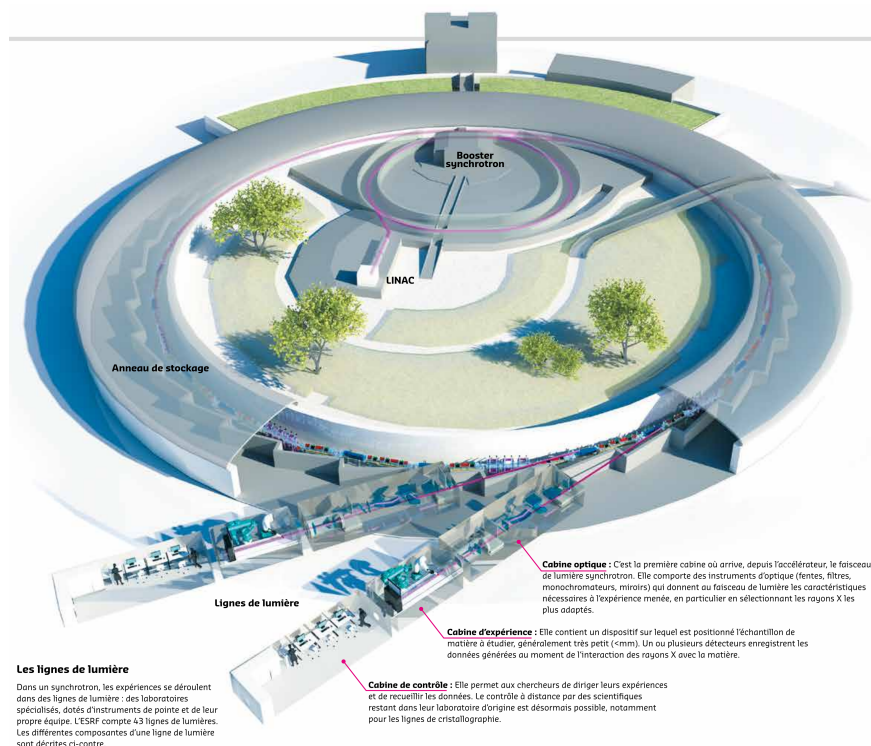 Booster
synchrotron
LINAC
Anneau de stockage
Lignes de lumière
Cabine optique : C'est la première cabine où arrive, depuis l'accélérateur, le faisceau
de lumière synchrotron. Elle comporte des instruments d'optique (fentes, filtres,
monochromateurs, miroirs) qui donnent au faisceau de lumière les caractéristiques
nécessaires à l'expérience menée, en particulier en sélectionnant les rayons X les
plus adaptés.
Cabine d'expérience : Elle contient un dispositif sur lequel est positionné l'échantillon de
matière à étudier, généralement très petit (<mm). Un ou plusieurs détecteurs enregistrent les
données générées au moment de l'interaction des rayons X avec la matière.
Cabine de contrôle : Elle permet aux chercheurs de diriger leurs expériences
et de recueillir les données. Le contrôle à distance par des scientifiques
restant dans leur laboratoire d'origine est désormais possible, notamment
pour les lignes de cristallographie.
Les lignes de lumière
Dans un synchrotron, les expériences se déroulent
dans des lignes de lumière : des laboratoires
spécialisés, dotés d'instruments de pointe et de leur
propre équipe. L'ESRF compte 43 lignes de lumières.
Les différentes composantes d'une ligne de lumière
sont décrites ci-contre.